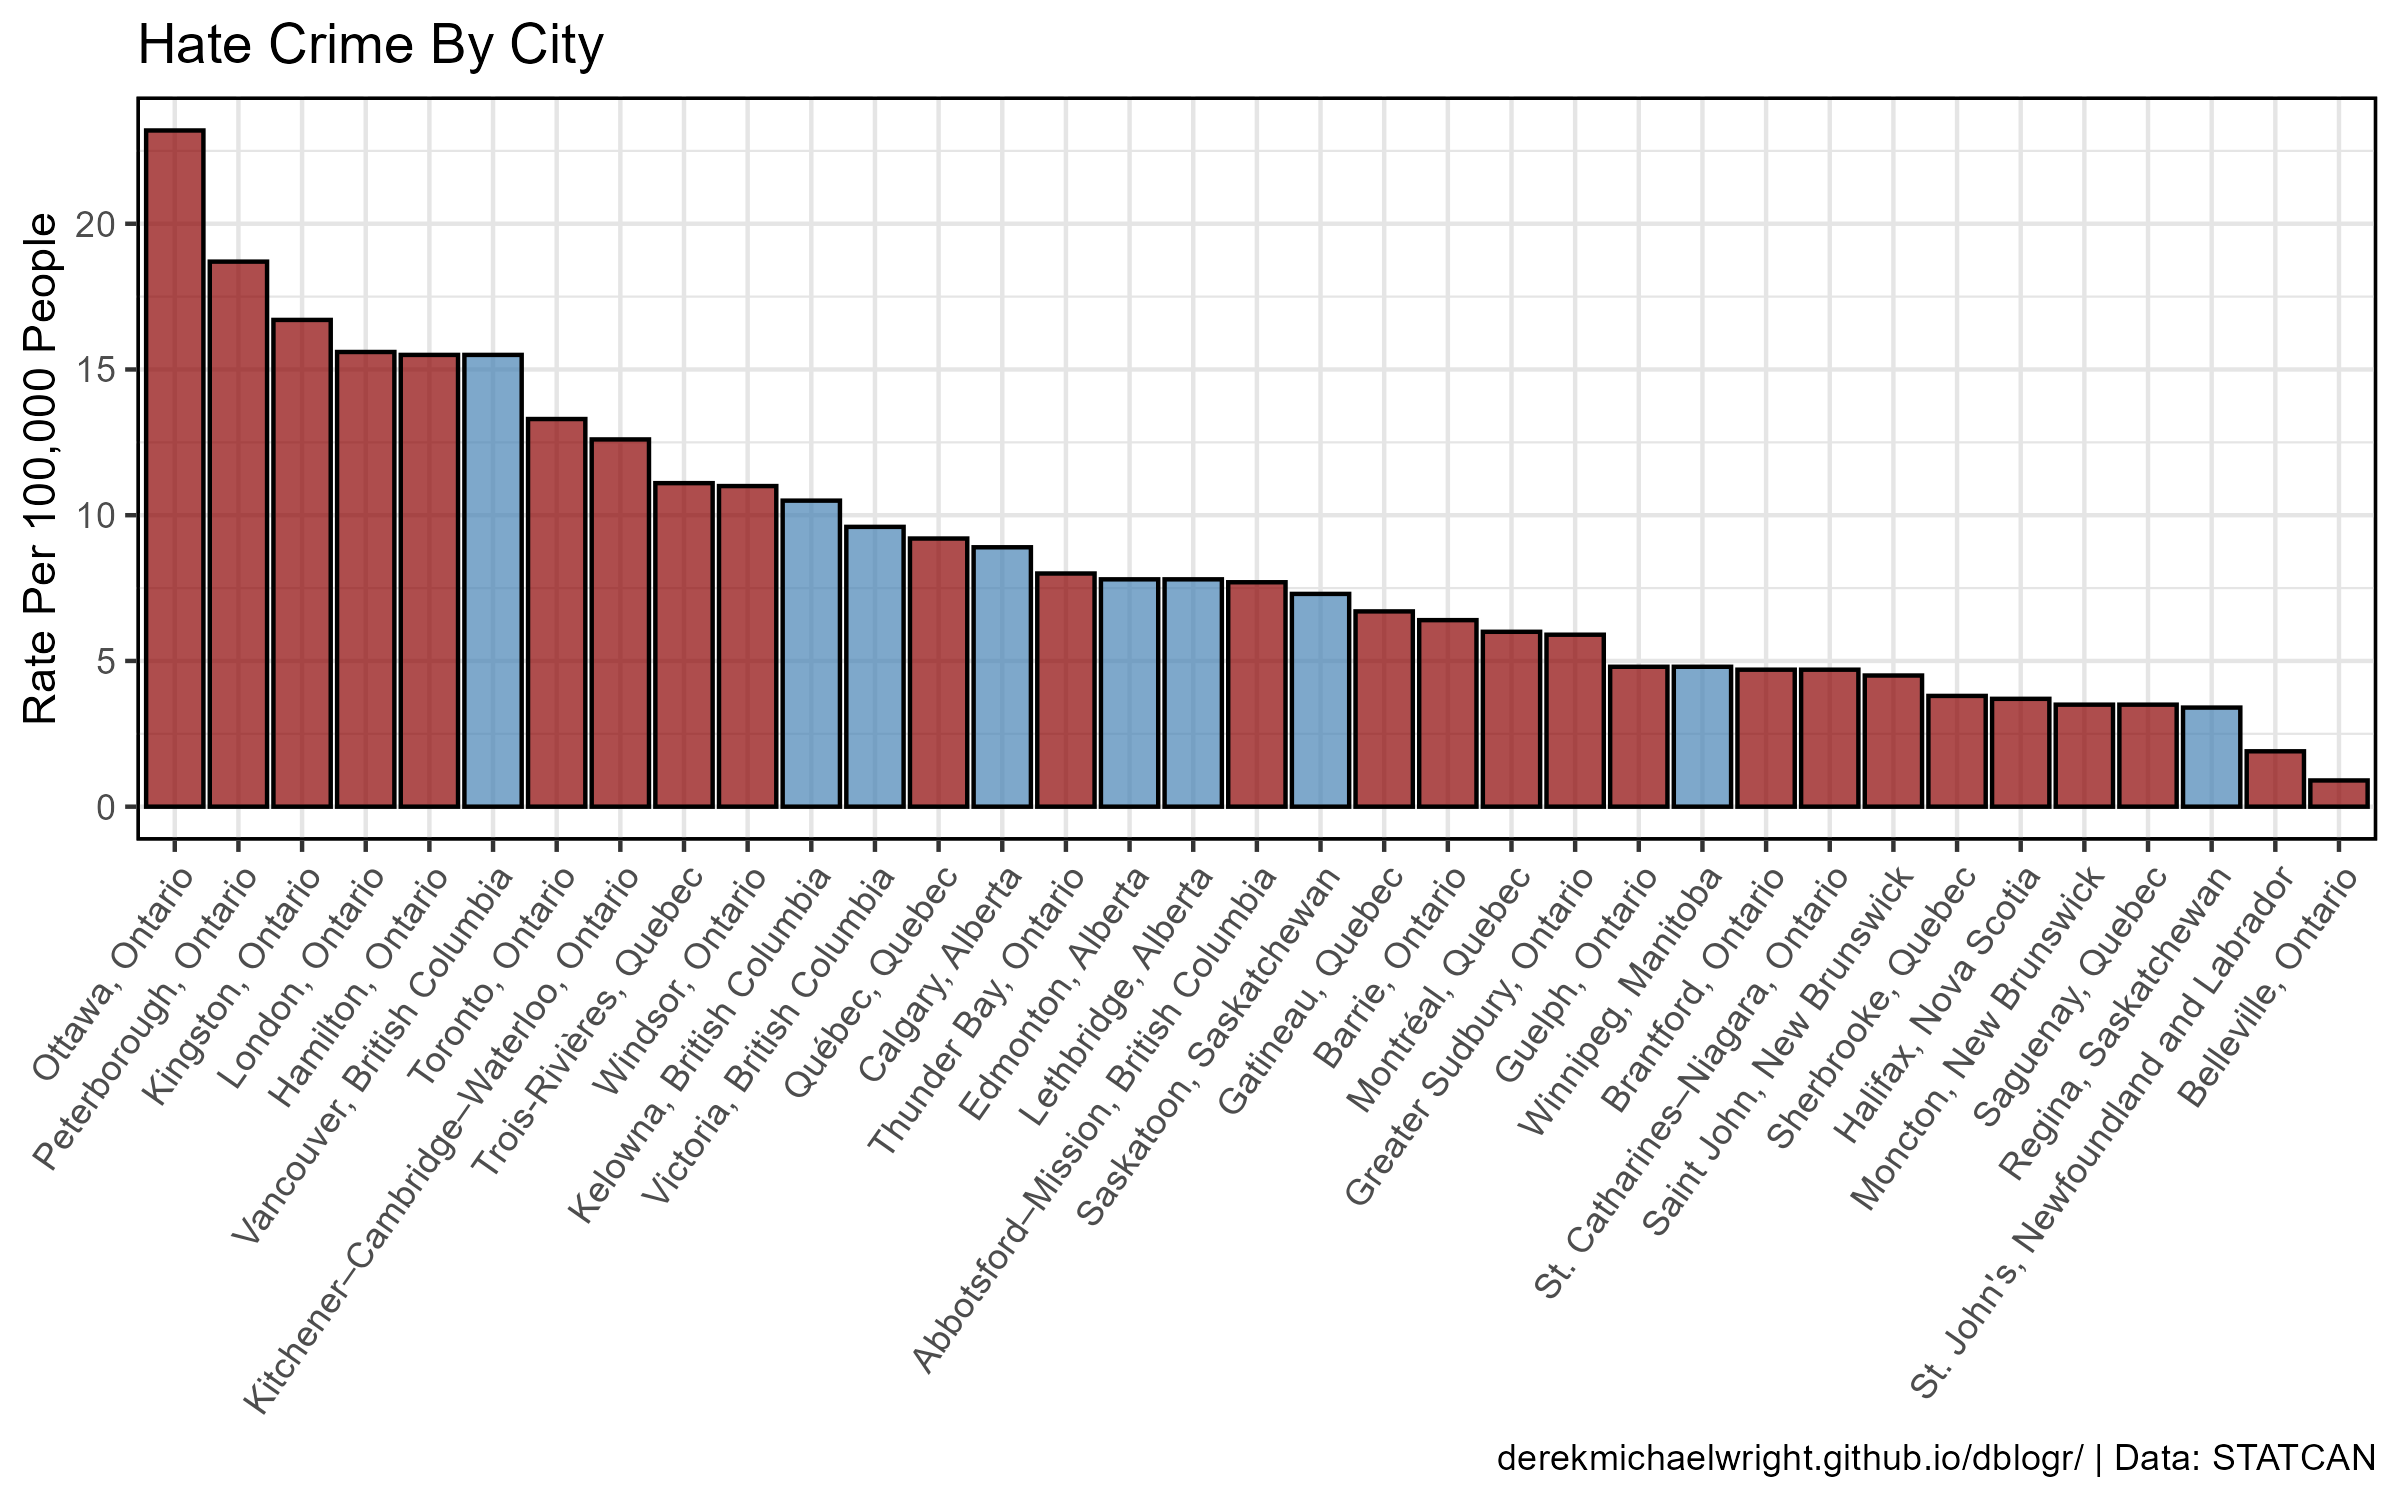 Hate Crime By City
Rate Per 100,000 People
20
15
10
5
0
Ottawa, Ontario
Peterborough, Ontario
Kingston, Ontario
London, Ontario
Hamilton, Ontario
Vancouver, British Columbia
Toronto, Ontario
Kitchener–Cambridge–Waterloo, Ontario
Trois-Rivières, Quebec
Windsor, Ontario
Kelowna, British Columbia
Victoria, British Columbia
Québec, Quebec
Calgary, Alberta
Thunder Bay, Ontario
Edmonton, Alberta
Lethbridge, Alberta
Abbotsford–Mission, British Columbia
Saskatoon, Saskatchewan
Gatineau, Quebec
Barrie, Ontario
Montréal, Quebec
Greater Sudbury, Ontario
Guelph, Ontario
Winnipeg, Manitoba
Brantford, Ontario
St. Catharines–Niagara, Ontario
Saint John, New Brunswick
Sherbrooke, Quebec
Halifax, Nova Scotia
Moncton, New Brunswick
Saguenay, Quebec
Regina, Saskatchewan
St. John's, Newfoundland and Labrador
Belleville, Ontario
derekmichaelwright.github.io/dblogr/ | Data: STATCAN